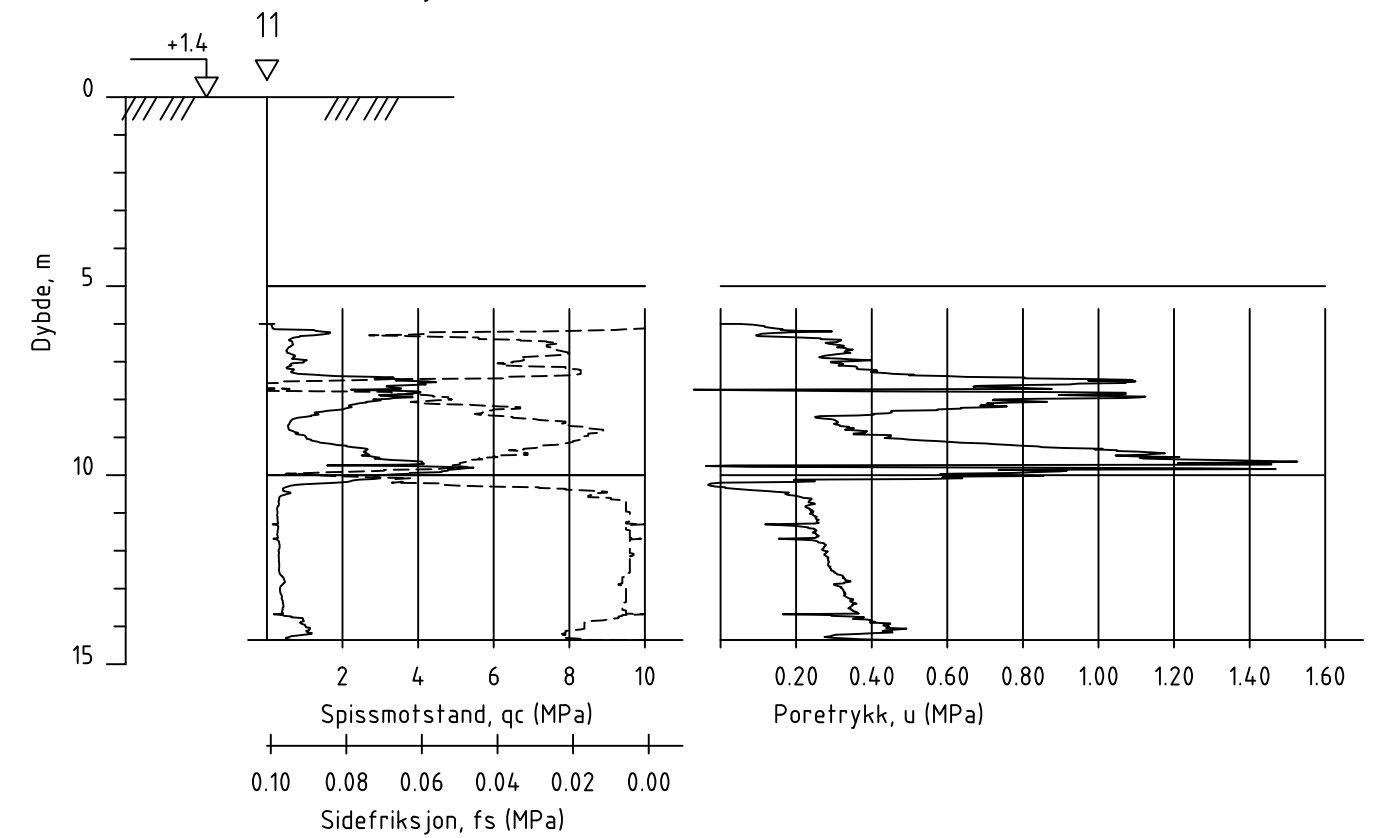 11
+1.4
0
5
10
15
Dybde, m
2 4 6 8 10
Spissmotstand, qc (MPa)
0.10 0.08 0.06 0.04 0.02 0.00
Sidefriksjon, fs (MPa)
0.20 0.40 0.60 0.80 1.00 1.20 1.40 1.60
Poretrykk, u (MPa)